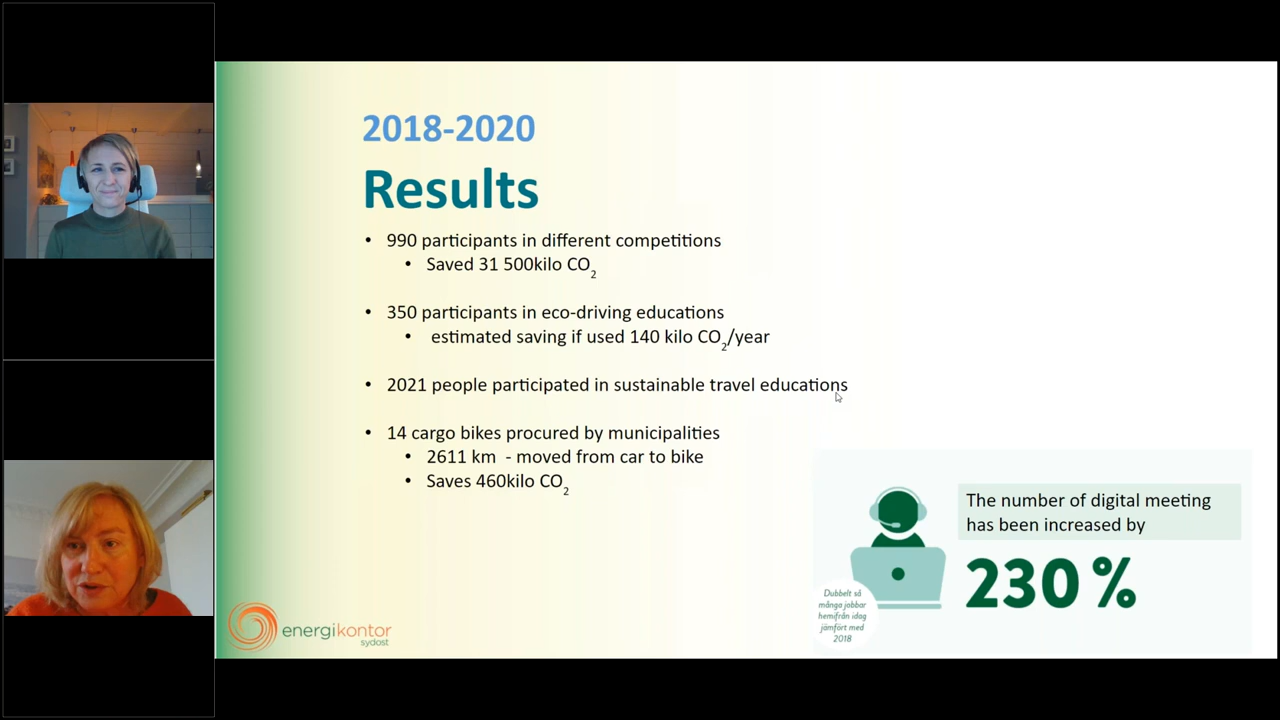 2018-2020
Results
• 990 participants in different competitions
• Saved 31 500kilo CO2
• 350 participants in eco-driving educations
• estimated saving if used 140 kilo CO2/year
• 2021 people participated in sustainable travel educations
• 14 cargo bikes procured by municipalities
• 2611 km - moved from car to bike
• Saves 460kilo CO2
The number of digital meeting
has been increased by
230 %
Dubbelt så
många jobbar
hemifrån idag
jämfört med
2018
energikontor
sydost